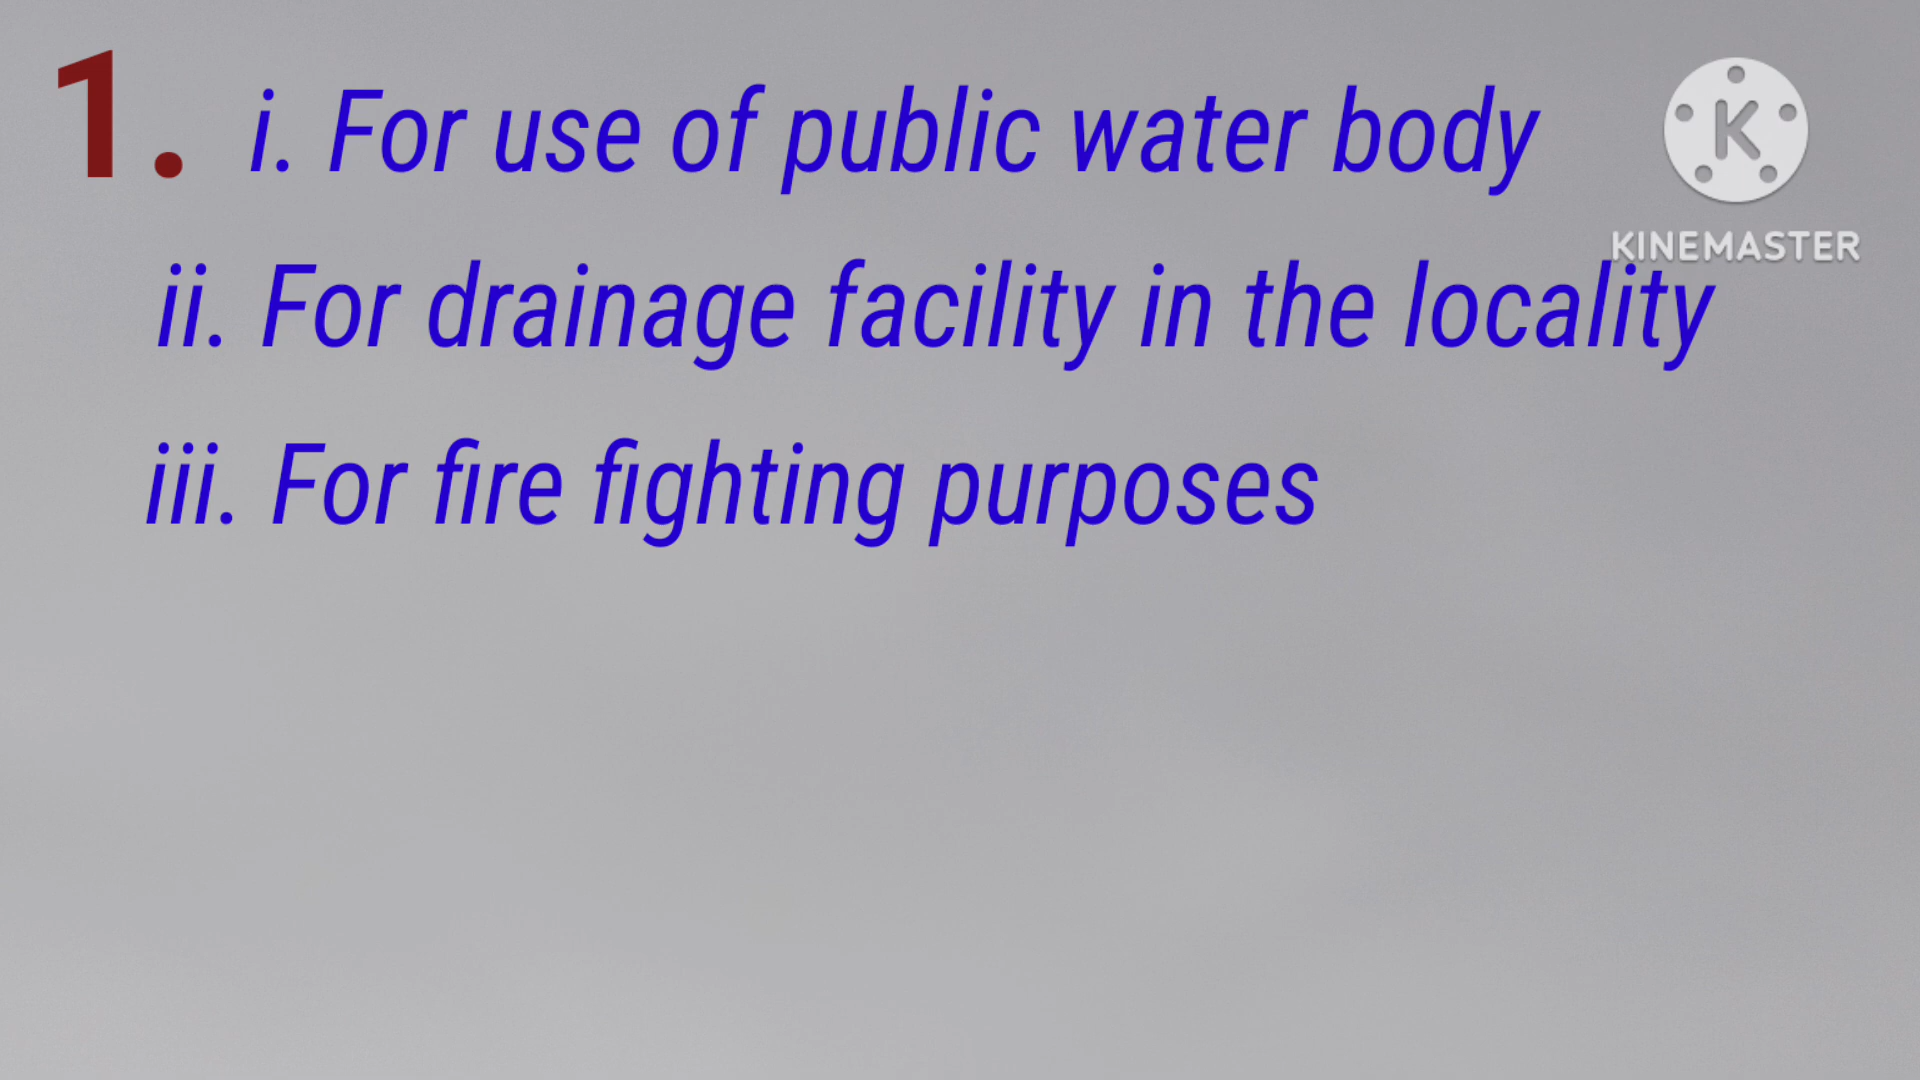 1. i. For use of public water body
KINEMASTER
ii. For drainage facility in the locality
iii. For fire fighting purposes